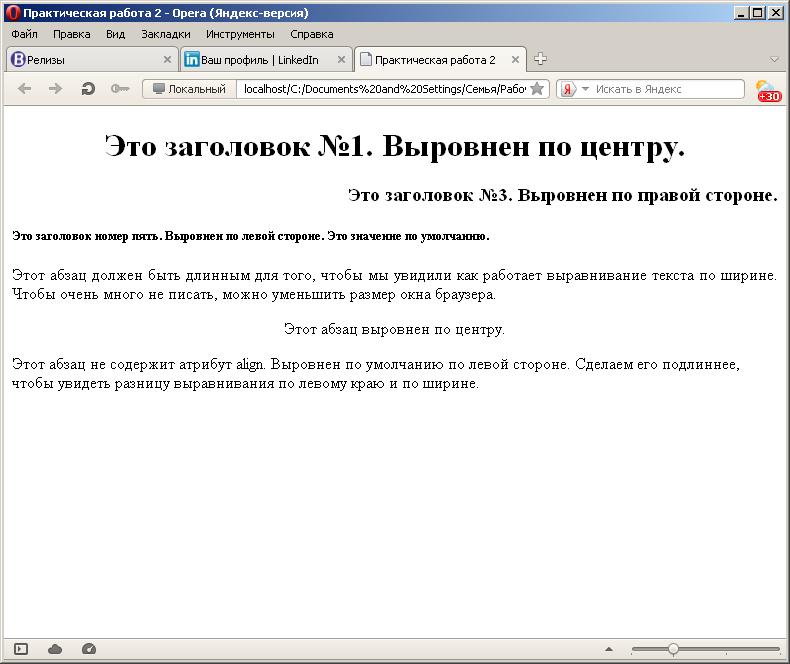 Практическая работа 2 - Opera (Яндекс-версия)
Файл Правка Вид Закладки Инструменты Справка
Релизы Ваш профиль | LinkedIn Практическая работа 2
Локальный localhost/C:/Documents%20and%20Settings/Семья/Рабоч Искать в Яндекс +30
Это заголовок №1. Выровнен по центру.
Это заголовок №3. Выровнен по правой стороне.
Это заголовок номер пять. Выровнен по левой стороне. Это значение по умолчанию.
Этот абзац должен быть длинным для того, чтобы мы увидили как работает выравнивание текста по ширине.
Чтобы очень много не писать, можно уменьшить размер окна браузера.
Этот абзац выровнен по центру.
Этот абзац не содержит атрибут align. Выровнен по умолчанию по левой стороне. Сделаем его подлиннее,
чтобы увидеть разницу выравнивания по левому краю и по ширине.